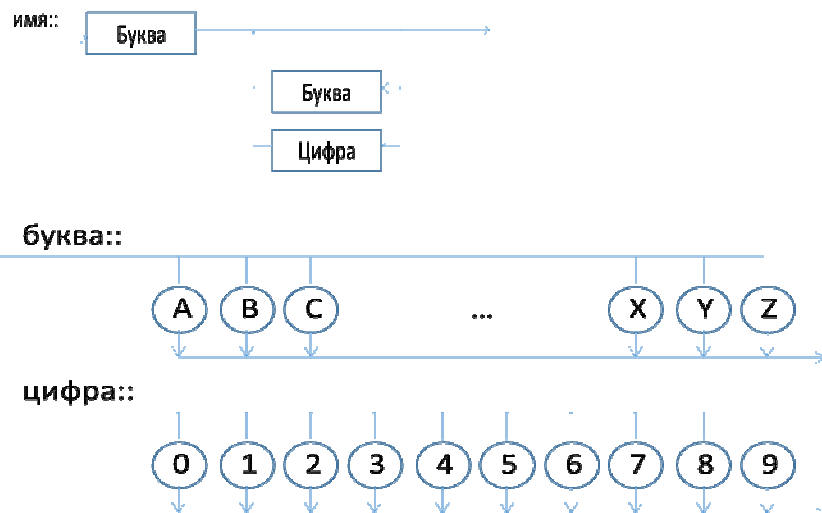 имя::
Буква
Буква
Цифра
буква::
A B C ... X Y Z
цифра::
0 1 2 3 4 5 6 7 8 9